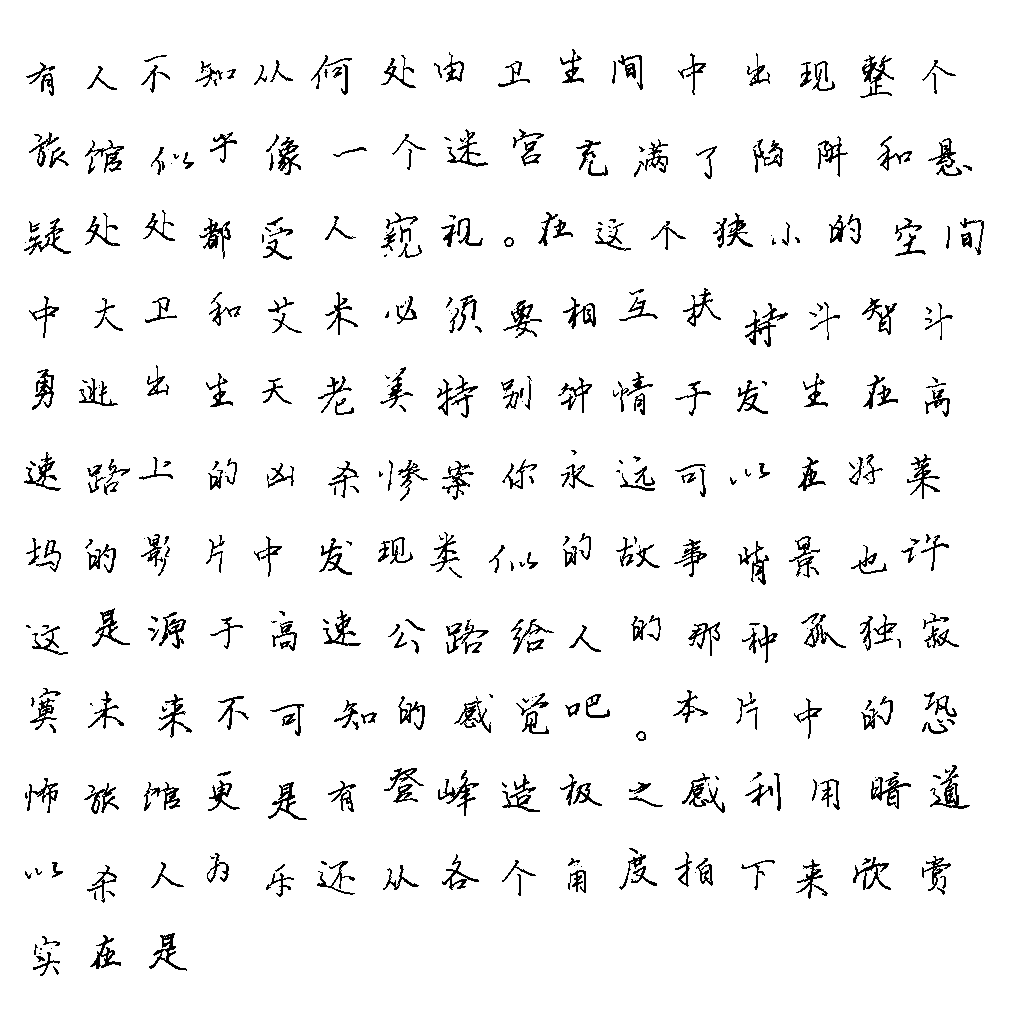 有人不知从何处由卫生间中出现整个
旅馆似乎像一个迷宫充满了陷阱和悬
疑处处都受人窥视。在这个狭小的空间
中大卫和艾米必须要相互扶持斗智斗
勇逃出生天老美特别钟情于发生在高
速路上的凶杀惨案你永远可以在好莱
坞的影片中发现类似的故事背景也许
这是源于高速公路给人的那种孤独寂
寞未来不可知的感觉吧。本片中的恐
怖旅馆更是有登峰造极之感利用暗道
以杀人为乐还从各个角度拍下来欣赏
实在是